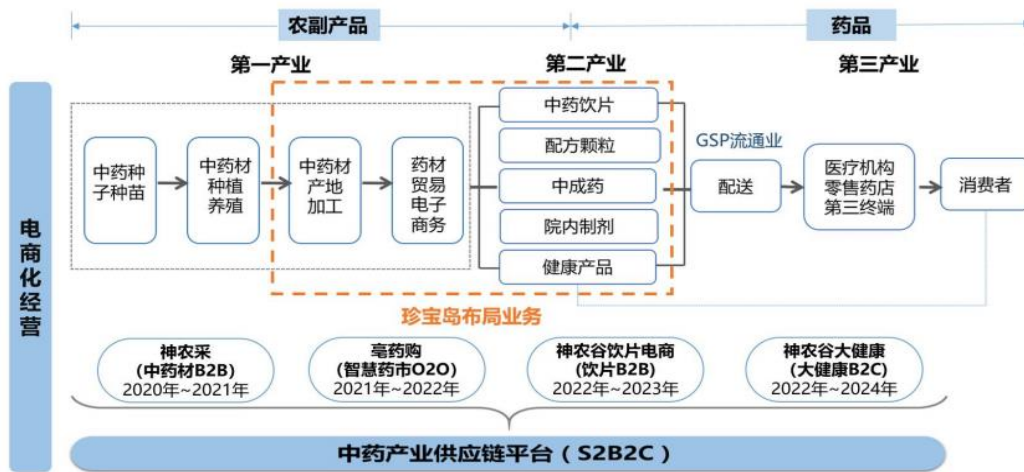 农副产品
药品
第一产业
第二产业
第三产业
电商化经营
中药种
子种苗
中药材
种植
养殖
中药材
产地
加工
药材
贸易
电子
商务
中药饮片
配方颗粒
中成药
院内制剂
健康产品
GSP流通业
配送
医疗机构
零售药店
第三终端
消费者
珍宝岛布局业务
神农采
(中药材B2B)
2020年~2021年
亳药购
(智慧药市O2O)
2021年~2022年
神农谷饮片电商
(饮片B2B)
2022年~2023年
神农谷大健康
(大健康B2C)
2022年~2024年
中药产业供应链平台（S2B2C）